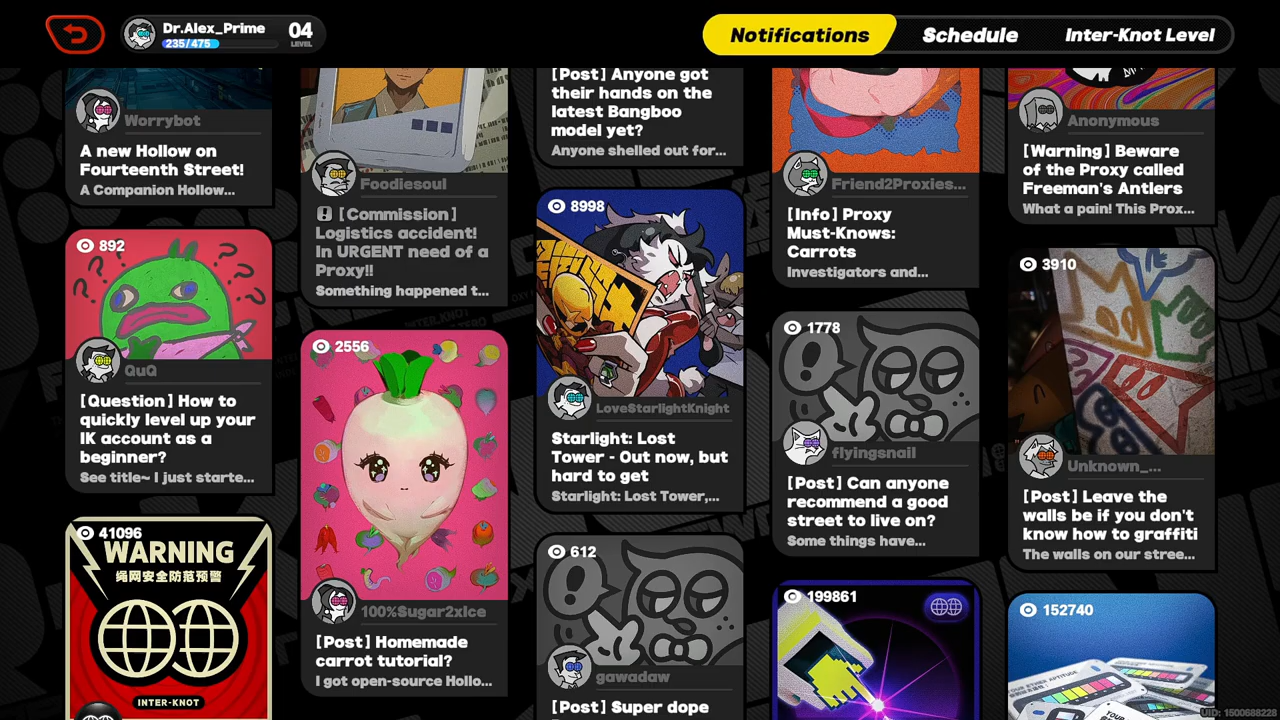 Dr.Alex_Prime
235/475
04
LEVEL
Notifications
Schedule
Inter-Knot Level
Worrybot
A new Hollow on
Fourteenth Street!
A Companion Hollow...
892
QuQ
[Question] How to
quickly level up your
IK account as a
beginner?
See title~ I just starte...
41096
WARNING
绳网安全防范预警
INTER-KNOT
Foodiesoul
[Commission]
Logistics accident!
In URGENT need of a
Proxy!!
Something happened t...
2556
100%Sugar2xIce
[Post] Homemade
carrot tutorial?
I got open-source Hollo...
[Post] Anyone got
their hands on the
latest Bangboo
model yet?
Anyone shelled out for...
8998
LoveStarlightKnight
Starlight: Lost
Tower - Out now, but
hard to get
Starlight: Lost Tower,...
612
gawadaw
[Post] Super dope
Friend2Proxies...
[Info] Proxy
Must-Knows:
Carrots
Investigators and...
1778
flyingsnail
[Post] Can anyone
recommend a good
street to live on?
Some things have...
199861
Anonymous
[Warning] Beware
of the Proxy called
Freeman's Antlers
What a pain! This Prox...
3910
Unknown_...
[Post] Leave the
walls be if you don't
know how to graffiti
The walls on our stree...
152740
UID: 1500688228